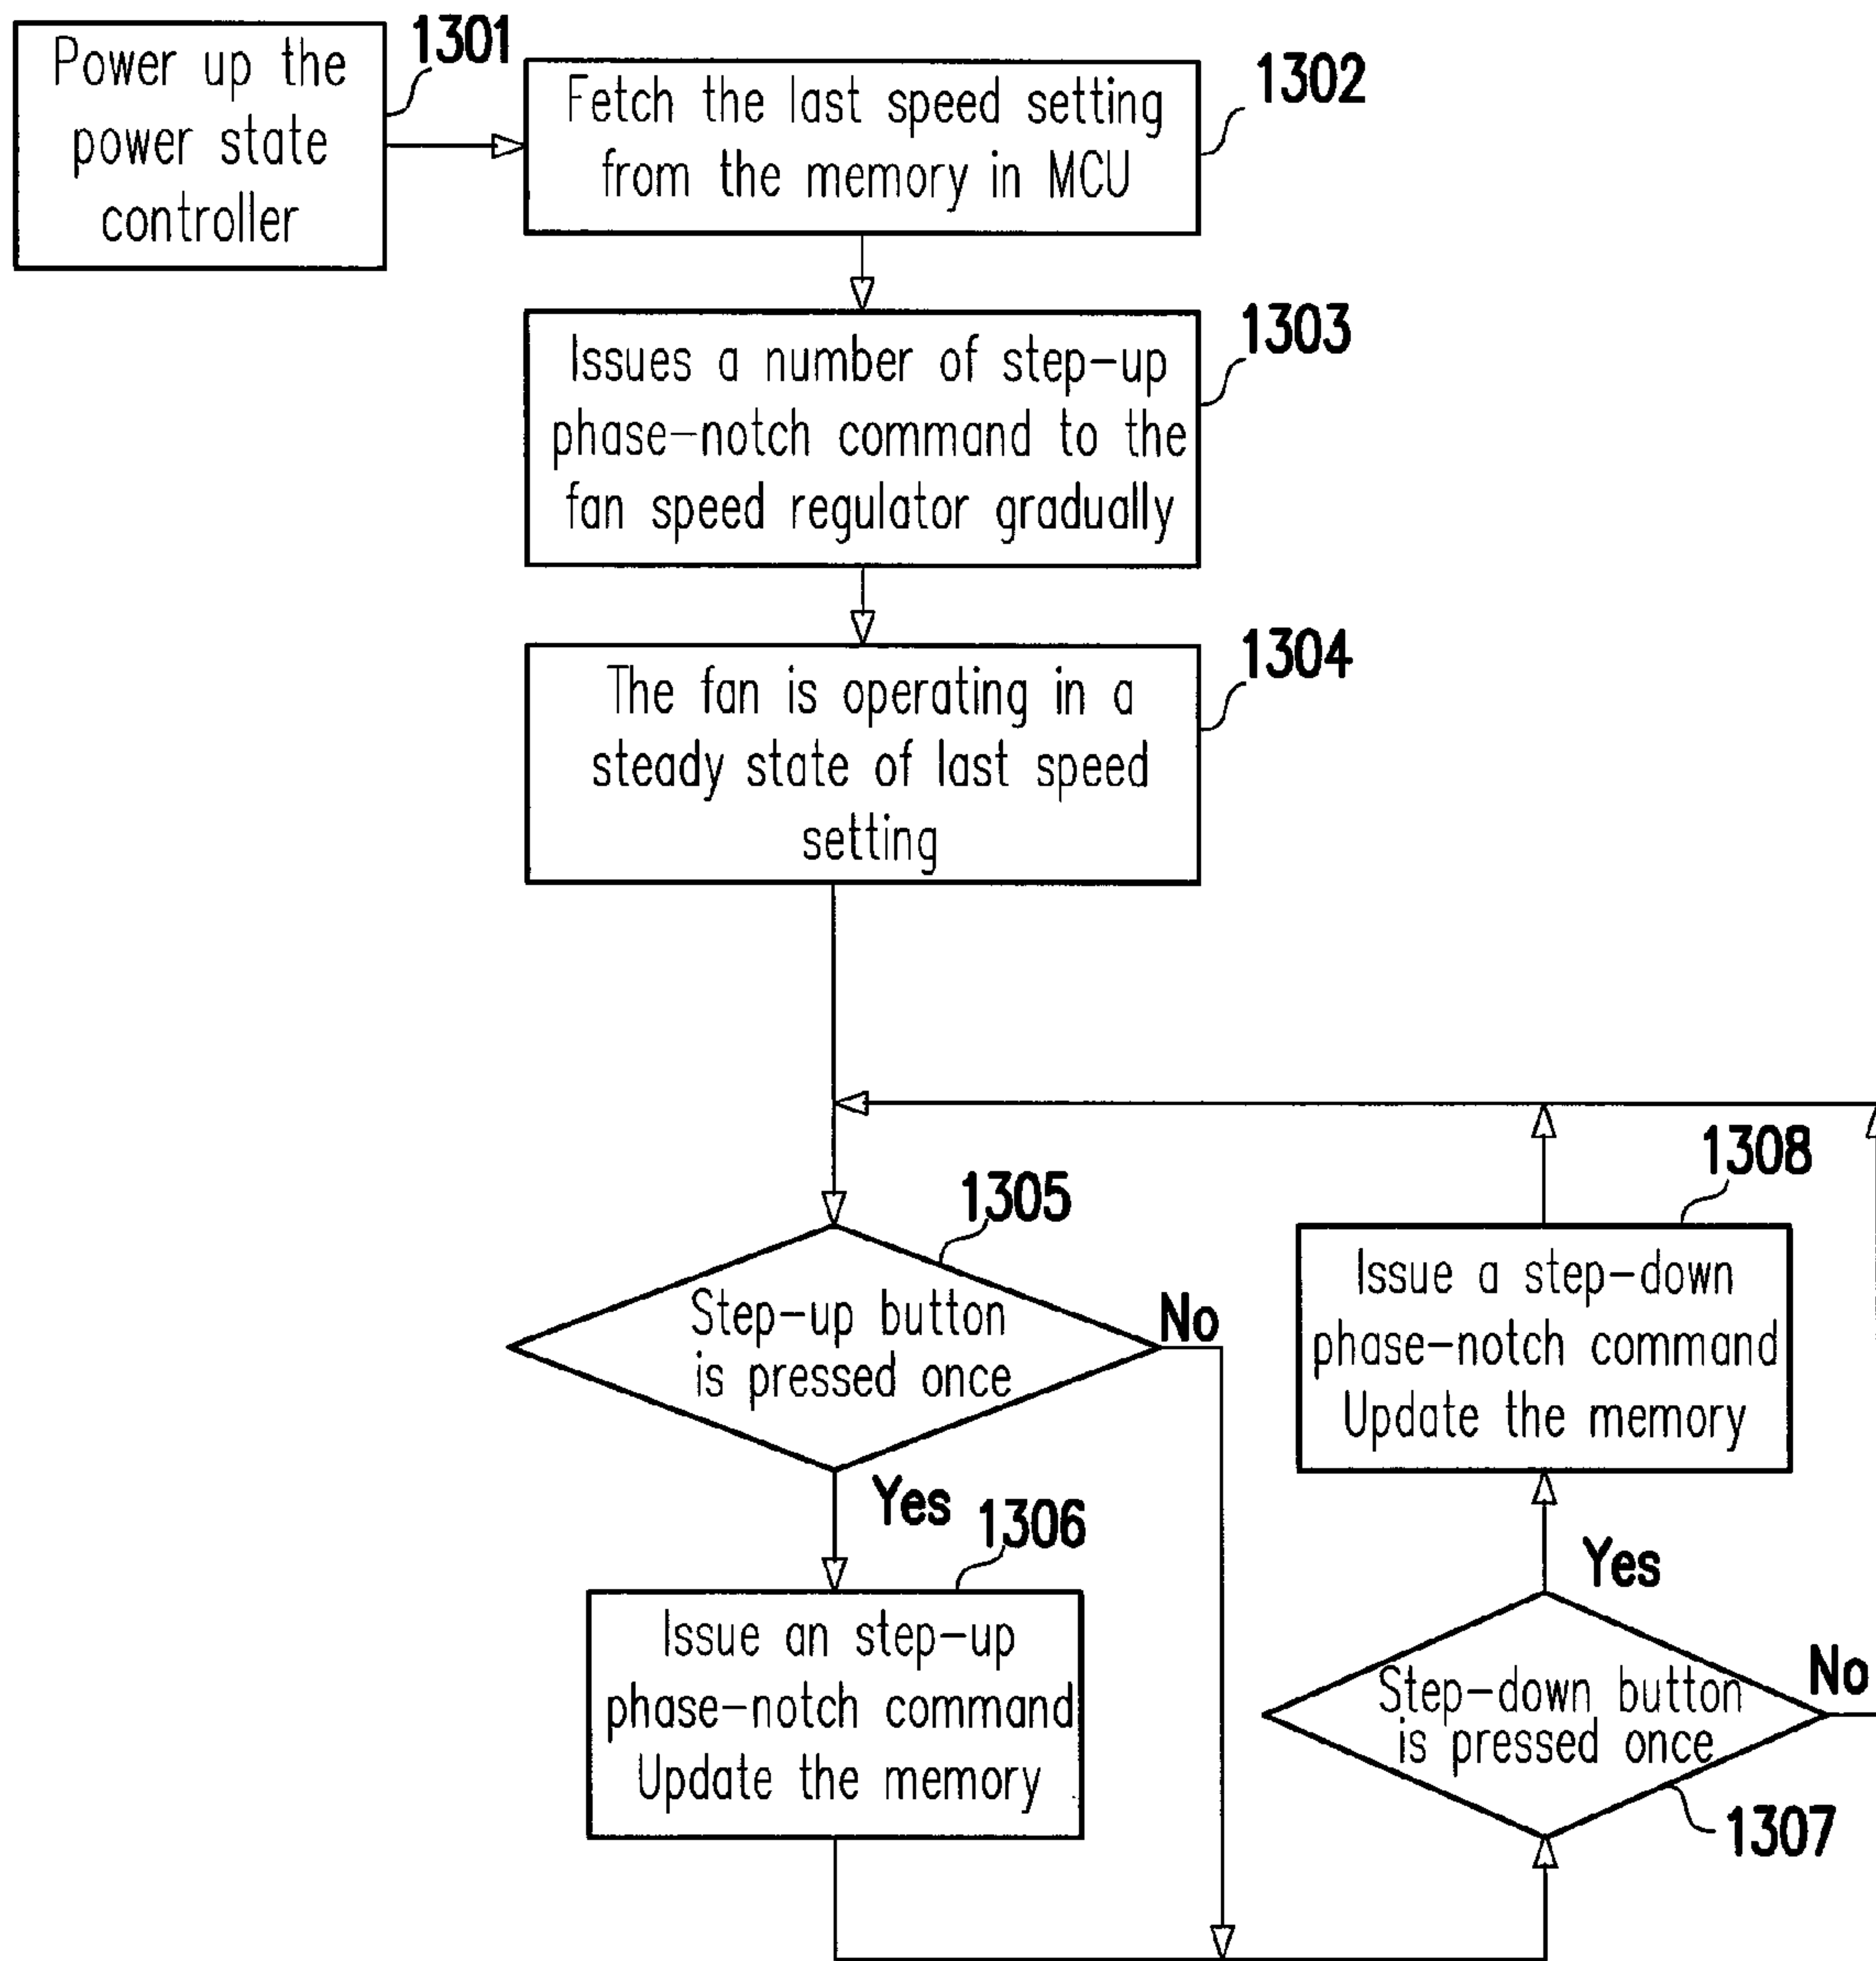 Power up the
power state
controller
1301
Fetch the last speed setting
from the memory in MCU
1302
Issues a number of step-up
phase-notch command to the
fan speed regulator gradually
1303
The fan is operating in a
steady state of last speed
setting
1304
Step-up button
is pressed once
1305
No
Yes
Issue an step-up
phase-notch command
Update the memory
1306
Step-down button
is pressed once
1307
No
Yes
Issue a step-down
phase-notch command
Update the memory
1308